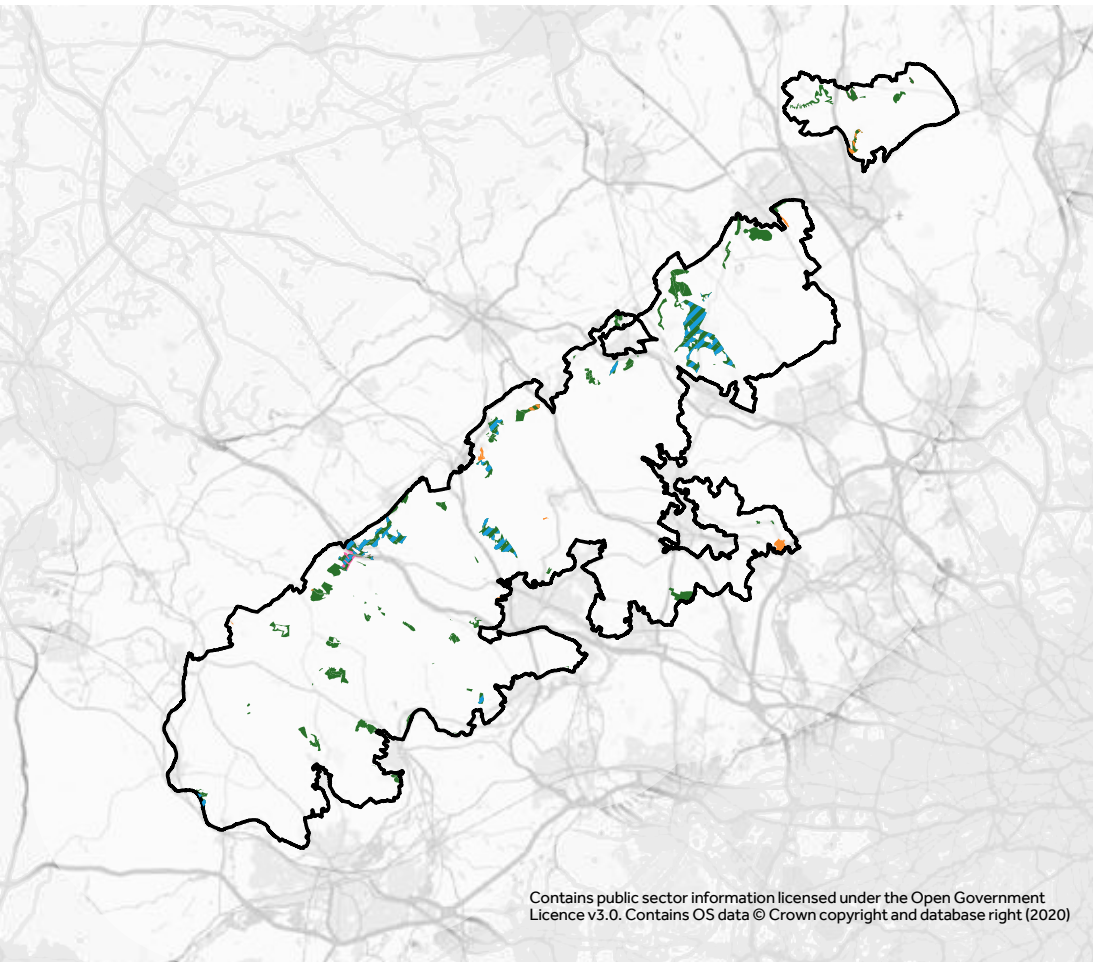 Contains public sector information licensed under the Open Government
Licence v3.0. Contains OS data © Crown copyright and database right (2020)